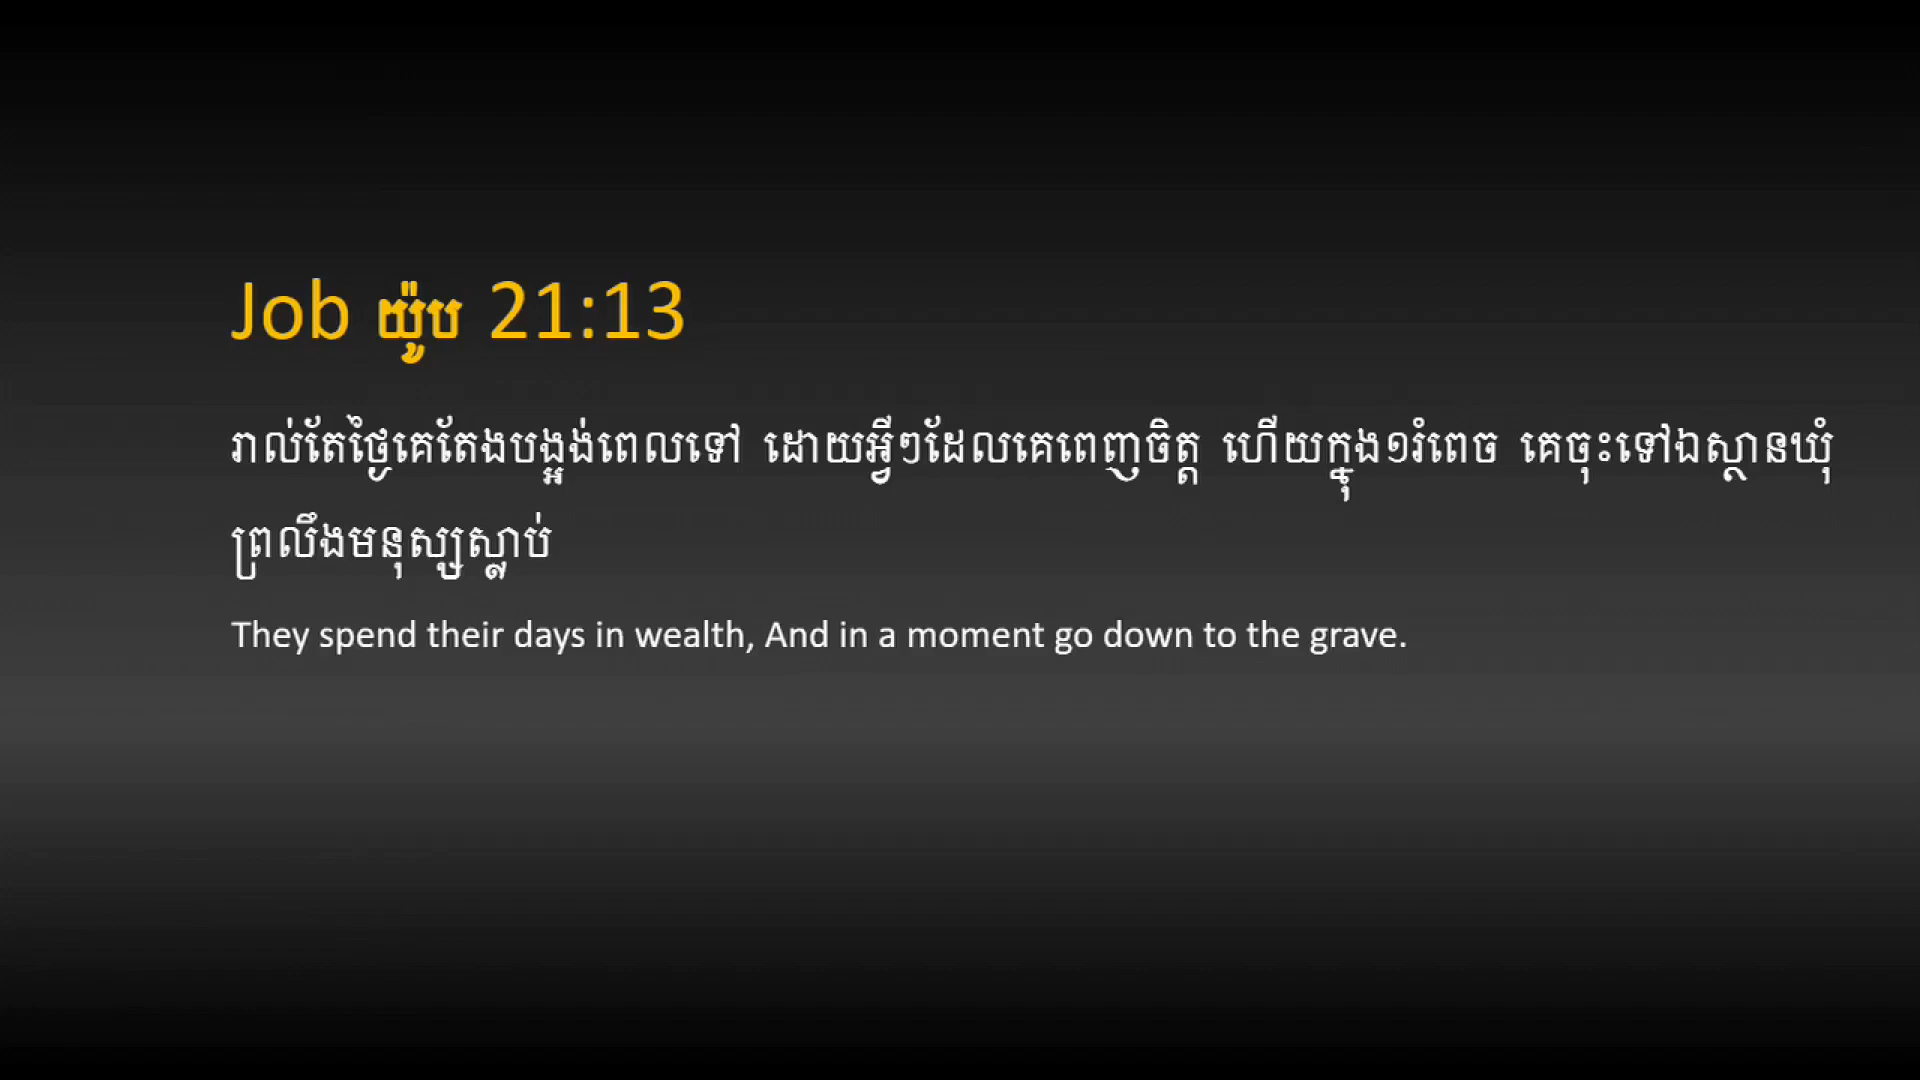 Job យ៉ូប 21:13
រាល់តែថ្ងៃគេតែងបង្អង់ពេលទៅ ដោយអ្វីៗដែលគេពេញចិត្ត ហើយក្នុង១រំពេច គេចុះទៅឯស្ថានឃុំ
ព្រលឹងមនុស្សស្លាប់
They spend their days in wealth, And in a moment go down to the grave.